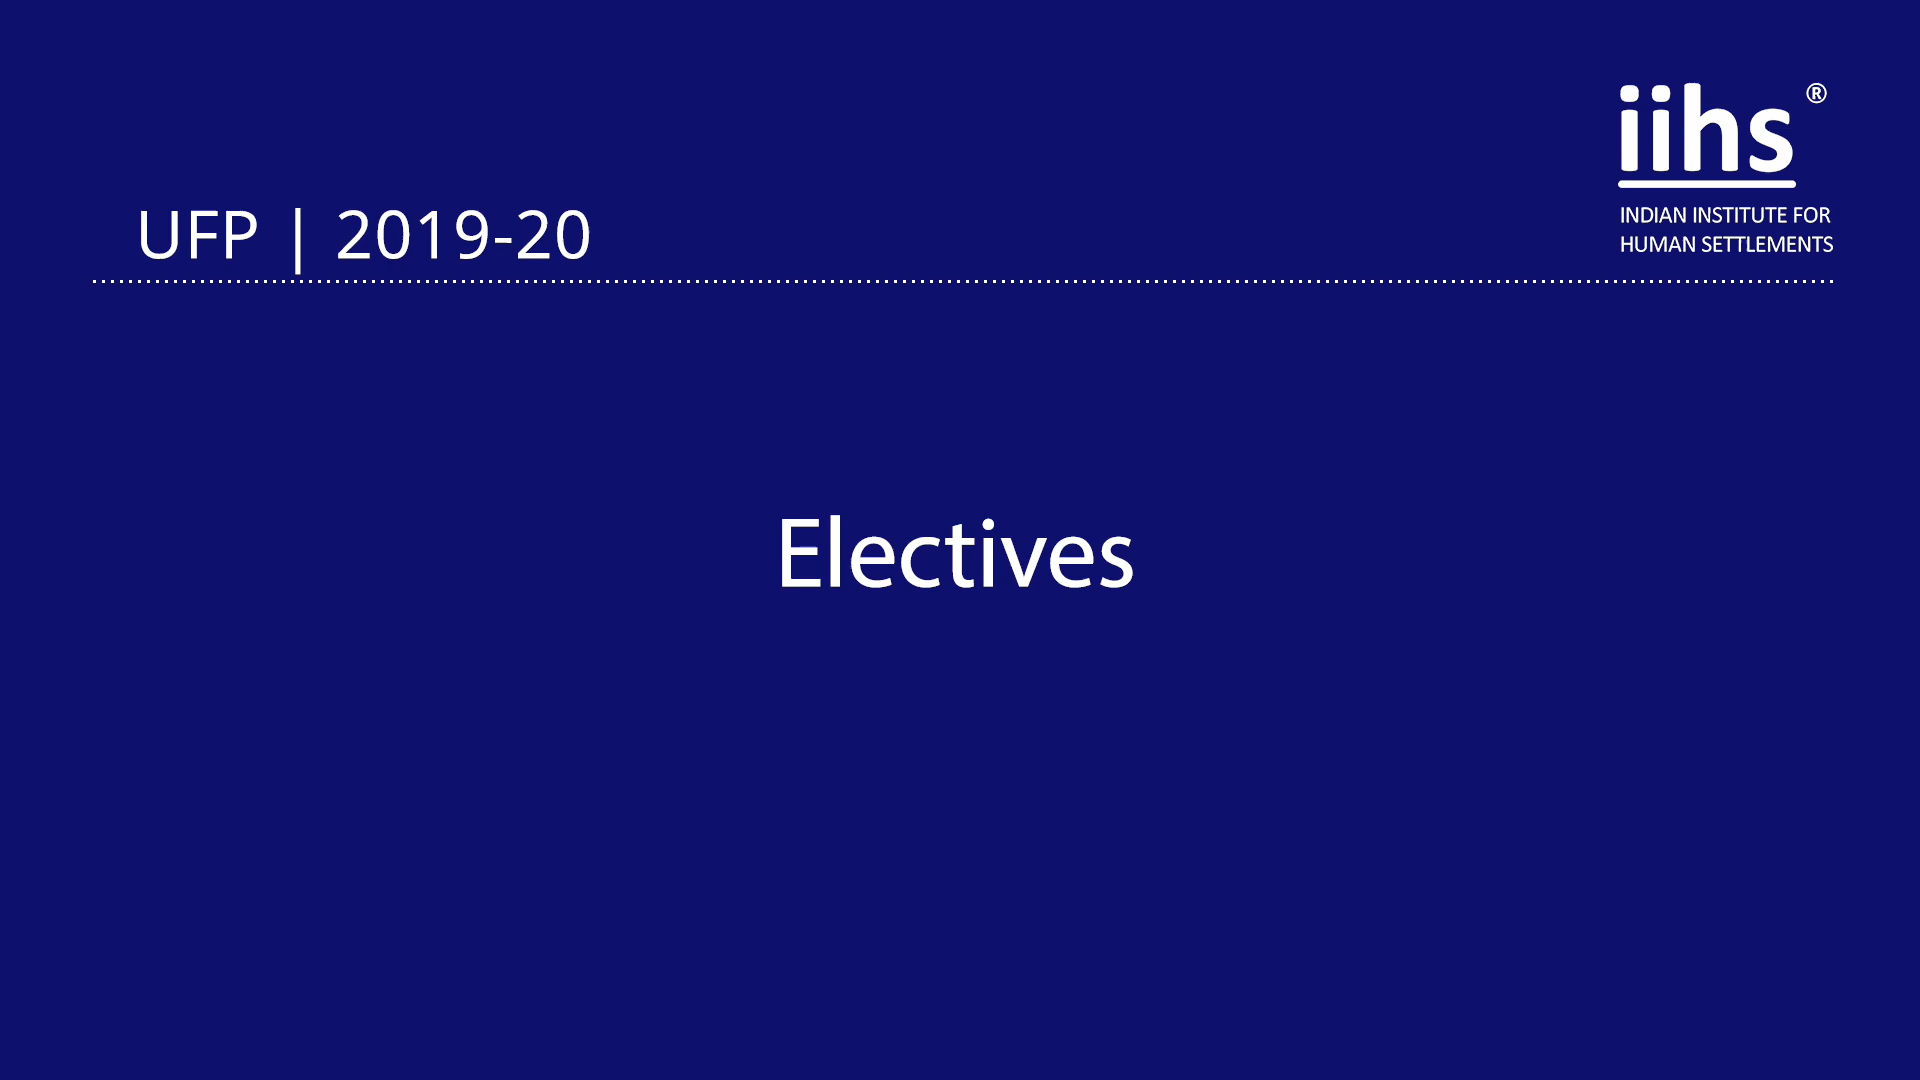 iihs ®
INDIAN INSTITUTE FOR
HUMAN SETTLEMENTS
UFP | 2019-20
Electives